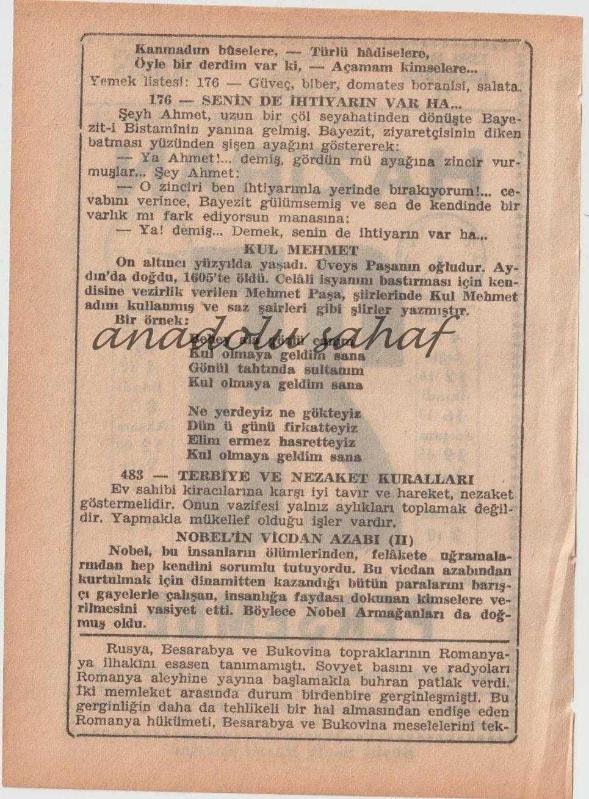 Kanmadım bûselere, — Türlü hâdiselere,
Öyle bir derdim var ki, — Açamam kimselere...
Yemek listesi: 176 — Güveç, biber, domates boranisi, salata.
176 — SENİN DE İHTİYARIN VAR HA...
Şeyh Ahmet, uzun bir çöl seyahatinden dönüşte Baye-
zit-i Bistamînin yanına gelmiş. Bayezit, ziyaretçisinin diken
batması yüzünden şişen ayağını göstererek:
— Ya Ahmet!... demiş, gördün mü ayağına zincir vur-
muşlar... Şey Ahmet:
— O zinciri ben ihtiyarımla yerinde bırakıyorum!... ce-
vabını verince, Bayezit gülümsemiş ve sen de kendinde bir
varlık mı fark ediyorsun manasına:
— Ya! demiş... Demek, senin de ihtiyarın var ha...
KUL MEHMET
On altıncı yüzyılda yaşadı. Üveys Paşanın oğludur. Ay-
dın'da doğdu, 1605'te öldü. Celâli isyanını bastırması için ken-
disine vezirlik verilen Mehmet Paşa, şiirlerinde Kul Mehmet
adını kullanmış ve saz şairleri gibi şiirler yazmıştır.
Bir örnek:
anadolu sahaf
Kul olmaya geldim sana
Gönül tahtında sultanım
Kul olmaya geldim sana
Ne yerdeyiz ne gökteyiz
Dün ü günü firkatteyiz
Elim ermez hasretteyiz
Kul olmaya geldim sana
483 — TERBİYE VE NEZAKET KURALLARI
Ev sahibi kiracılarına karşı iyi tavır ve hareket, nezaket
göstermelidir. Onun vazifesi yalnız aylıkları toplamak değil-
dir. Yapmakla mükellef olduğu işler vardır.
NOBEL'İN VİCDAN AZABI (II)
Nobel, bu insanların ölümlerinden, felâkete uğramala-
rından hep kendini sorumlu tutuyordu. Bu vicdan azabından
kurtulmak için dinamitten kazandığı bütün paralarını barış-
çı gayelerle çalışan, insanlığa faydası dokunan kimselere ve-
rilmesini vasiyet etti. Böylece Nobel Armağanları da doğ-
muş oldu.
Rusya, Besarabya ve Bukovina topraklarının Romanya-
ya ilhakını esasen tanımamıştı. Sovyet basını ve radyoları
Romanya aleyhine yayına başlamakla buhran patlak verdi.
İki memleket arasında durum birdenbire gerginleşmişti. Bu
gerginliğin daha da tehlikeli bir hal almasından endişe eden
Romanya hükümeti, Besarabya ve Bukovina meselelerini tek-